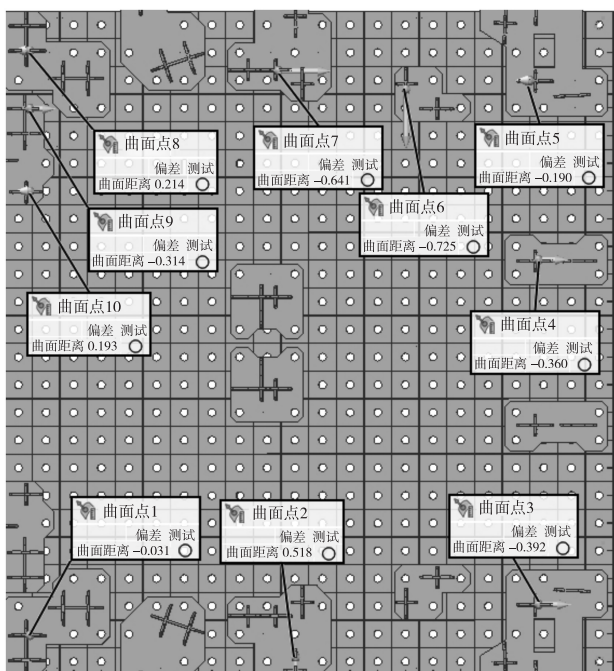 曲面点8
偏差 测试
曲面距离 0.214
曲面点7
偏差 测试
曲面距离 -0.641
曲面点5
偏差 测试
曲面距离 -0.190
曲面点6
偏差 测试
曲面距离 -0.725
曲面点9
偏差 测试
曲面距离 -0.314
曲面点10
偏差 测试
曲面距离 0.193
曲面点4
偏差 测试
曲面距离 -0.360
曲面点1
偏差 测试
曲面距离 -0.031
曲面点2
偏差 测试
曲面距离 0.518
曲面点3
偏差 测试
曲面距离 -0.392